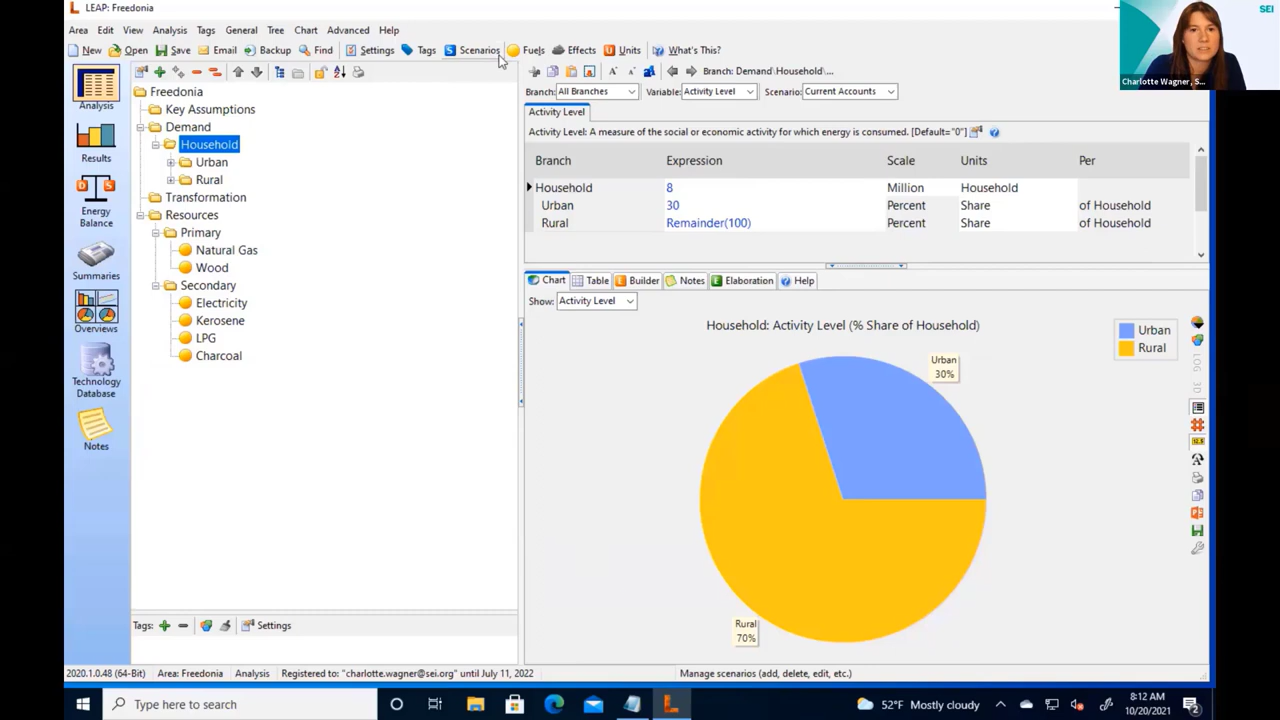 LEAP: Freedonia
SEI
Charlotte Wagner, S...
Area Edit View Analysis Tags General Tree Chart Advanced Help
New Open Save Email Backup Find Settings Tags Scenarios Fuels Effects Units What's This?
Analysis
Results
Energy
Balance
Summaries
Overviews
Technology
Database
Notes
Freedonia
Key Assumptions
Demand
Household
Urban
Rural
Transformation
Resources
Primary
Natural Gas
Wood
Secondary
Electricity
Kerosene
LPG
Charcoal
Tags: Settings
Branch: Demand\Household\...
Branch: All Branches Variable: Activity Level Scenario: Current Accounts
Activity Level
Activity Level: A measure of the social or economic activity for which energy is consumed. [Default="0"]
Branch Expression Scale Units Per
Household 8 Million Household
Urban 30 Percent Share of Household
Rural Remainder(100) Percent Share of Household
Chart Table Builder Notes Elaboration Help
Show: Activity Level
Household: Activity Level (% Share of Household)
Urban
Rural
Urban
30%
Rural
70%
LOG
3D
2020.1.0.48 (64-Bit) Area: Freedonia Analysis Registered to: "charlotte.wagner@sei.org" until July 11, 2022 Manage scenarios (add, delete, edit, etc.)
Type here to search
52°F Mostly cloudy
8:12 AM
10/20/2021
2